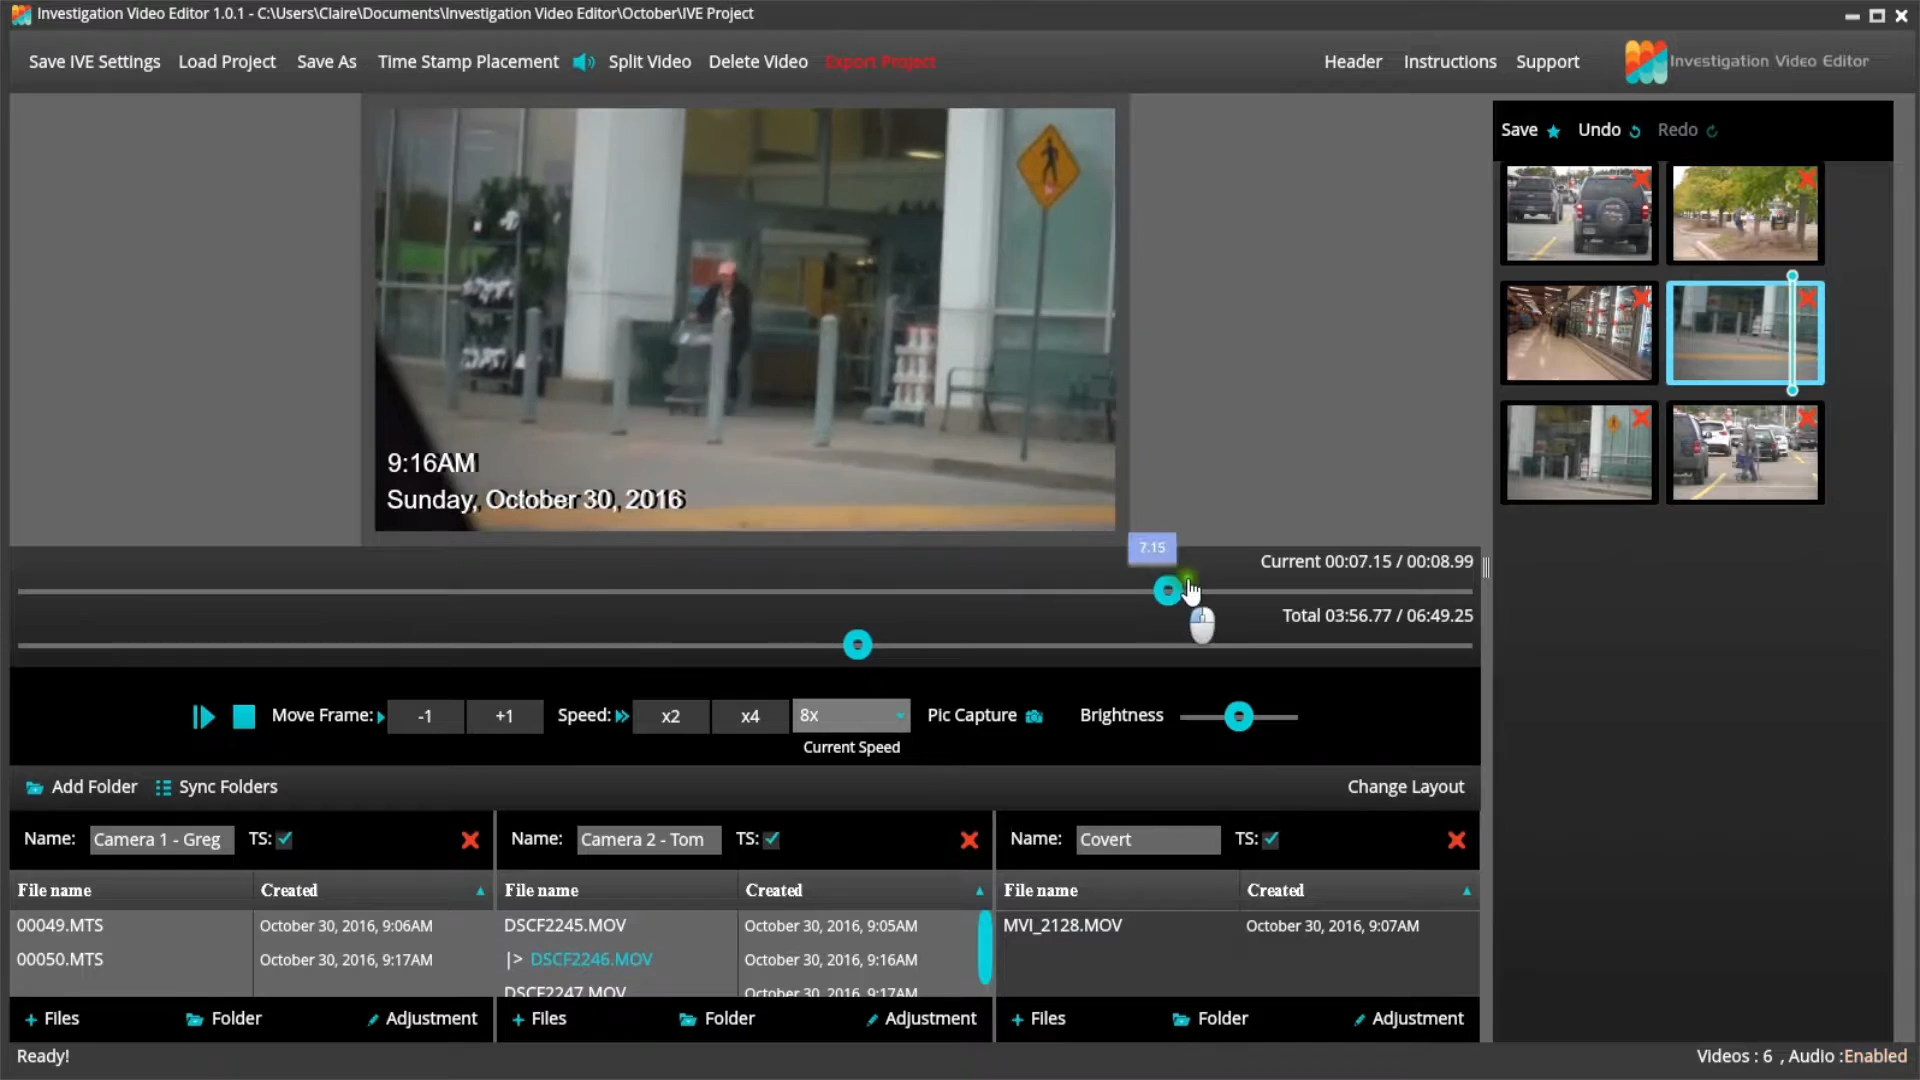 Investigation Video Editor 1.0.1 - C:\Users\Claire\Documents\Investigation Video Editor\October\IVE Project
Save IVE Settings Load Project Save As Time Stamp Placement Split Video Delete Video Export Project Header Instructions Support Investigation Video Editor
Save Undo Redo
9:16AM
Sunday, October 30, 2016
7.15
Current 00:07.15 / 00:08.99
Total 03:56.77 / 06:49.25
Move Frame: -1 +1 Speed: x2 x4 8x Pic Capture Brightness
Current Speed
Add Folder Sync Folders Change Layout
Name: Camera 1 - Greg TS: Name: Camera 2 - Tom TS: Name: Covert TS:
File name Created File name Created File name Created
00049.MTS October 30, 2016, 9:06AM DSCF2245.MOV October 30, 2016, 9:05AM MVI_2128.MOV October 30, 2016, 9:07AM
00050.MTS October 30, 2016, 9:17AM |> DSCF2246.MOV October 30, 2016, 9:16AM
DSCF2247.MOV October 30, 2016, 9:17AM
+ Files Folder Adjustment + Files Folder Adjustment + Files Folder Adjustment
Ready! Videos : 6 , Audio :Enabled